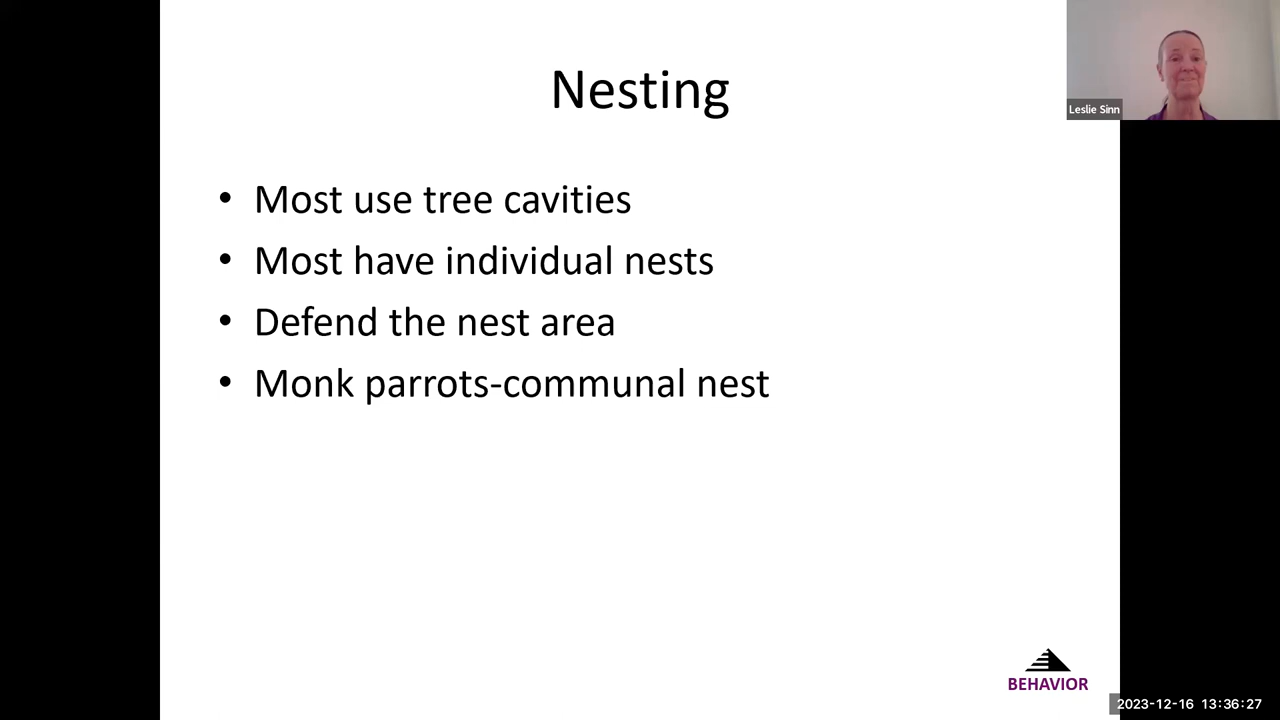 Nesting
Leslie Sinn
• Most use tree cavities
• Most have individual nests
• Defend the nest area
• Monk parrots-communal nest
BEHAVIOR
2023-12-16 13:36:27